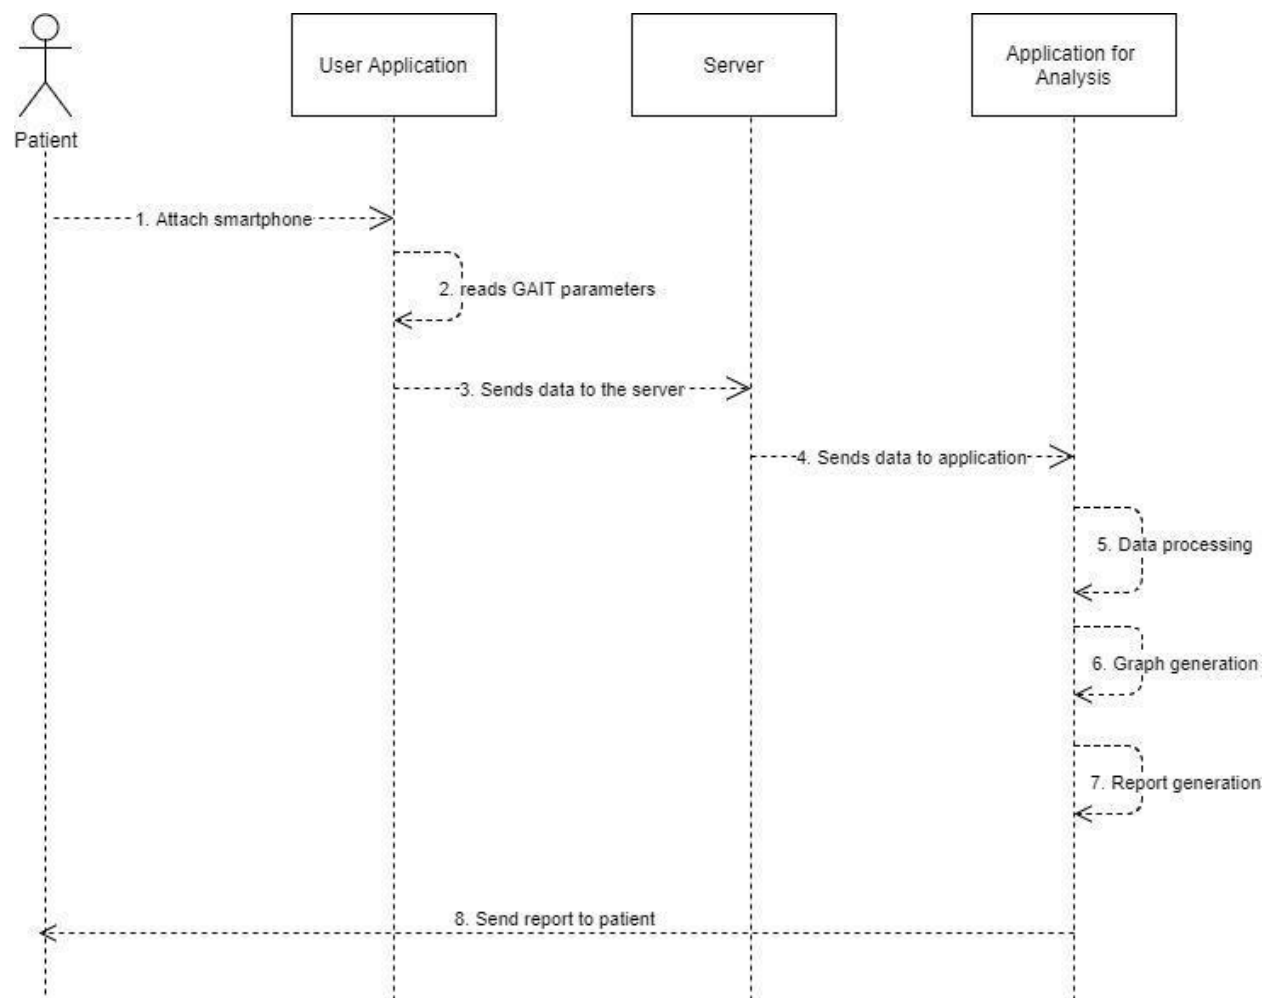 User Application
Server
Application for
Analysis
Patient
1. Attach smartphone
2. reads GAIT parameters
3. Sends data to the server
4. Sends data to application
5. Data processing
6. Graph generation
7. Report generation
8. Send report to patient